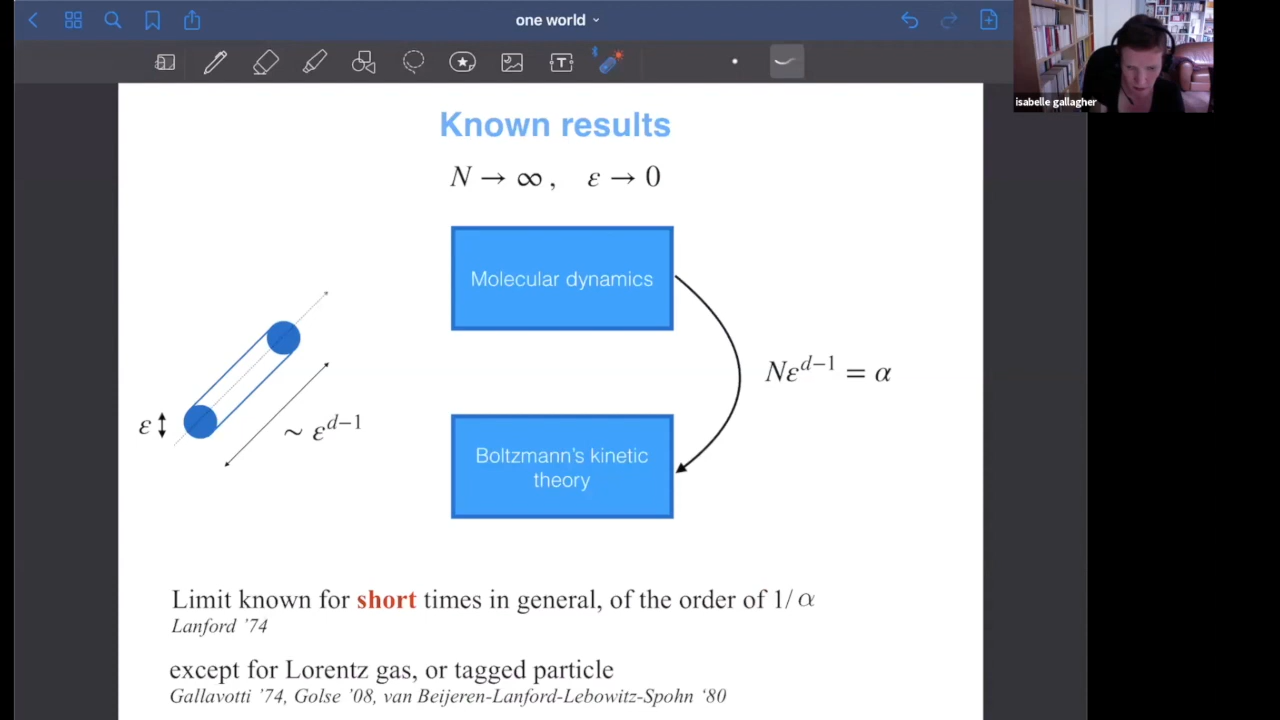 one world
isabelle gallagher
Known results
N → ∞, ε → 0
Molecular dynamics
Nε^{d−1} = α
ε
~ ε^{d−1}
Boltzmann's kinetic
theory
Limit known for short times in general, of the order of 1/ α
Lanford ’74
except for Lorentz gas, or tagged particle
Gallavotti ’74, Golse ’08, van Beijeren-Lanford-Lebowitz-Spohn ‘80